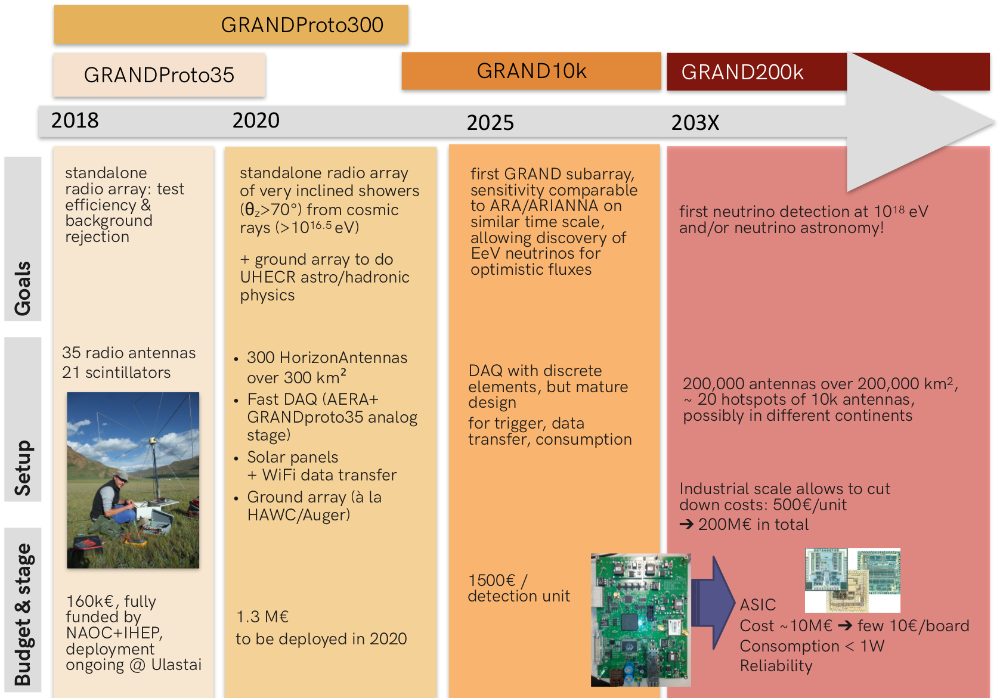 GRANDProto300
GRANDProto35
GRAND10k
GRAND200k
2018
2020
2025
203X
Goals
standalone
radio array: test
efficiency &
background
rejection
standalone radio array
of very inclined showers
(θz>70°) from cosmic
rays (>10^16.5 eV)
+ ground array to do
UHECR astro/hadronic
physics
first GRAND subarray,
sensitivity comparable
to ARA/ARIANNA on
similar time scale,
allowing discovery of
EeV neutrinos for
optimistic fluxes
first neutrino detection at 10^18 eV
and/or neutrino astronomy!
Setup
35 radio antennas
21 scintillators
• 300 HorizonAntennas
over 300 km²
• Fast DAQ (AERA+
GRANDproto35 analog
stage)
• Solar panels
+ WiFi data transfer
• Ground array (à la
HAWC/Auger)
DAQ with discrete
elements, but mature
design
for trigger, data
transfer, consumption
200,000 antennas over 200,000 km²,
~ 20 hotspots of 10k antennas,
possibly in different continents
Industrial scale allows to cut
down costs: 500€/unit
➔ 200M€ in total
Budget & stage
160k€, fully
funded by
NAOC+IHEP,
deployment
ongoing @ Ulastai
1.3 M€
to be deployed in 2020
1500€ /
detection unit
ASIC
Cost ~10M€ ➔ few 10€/board
Consomption < 1W
Reliability